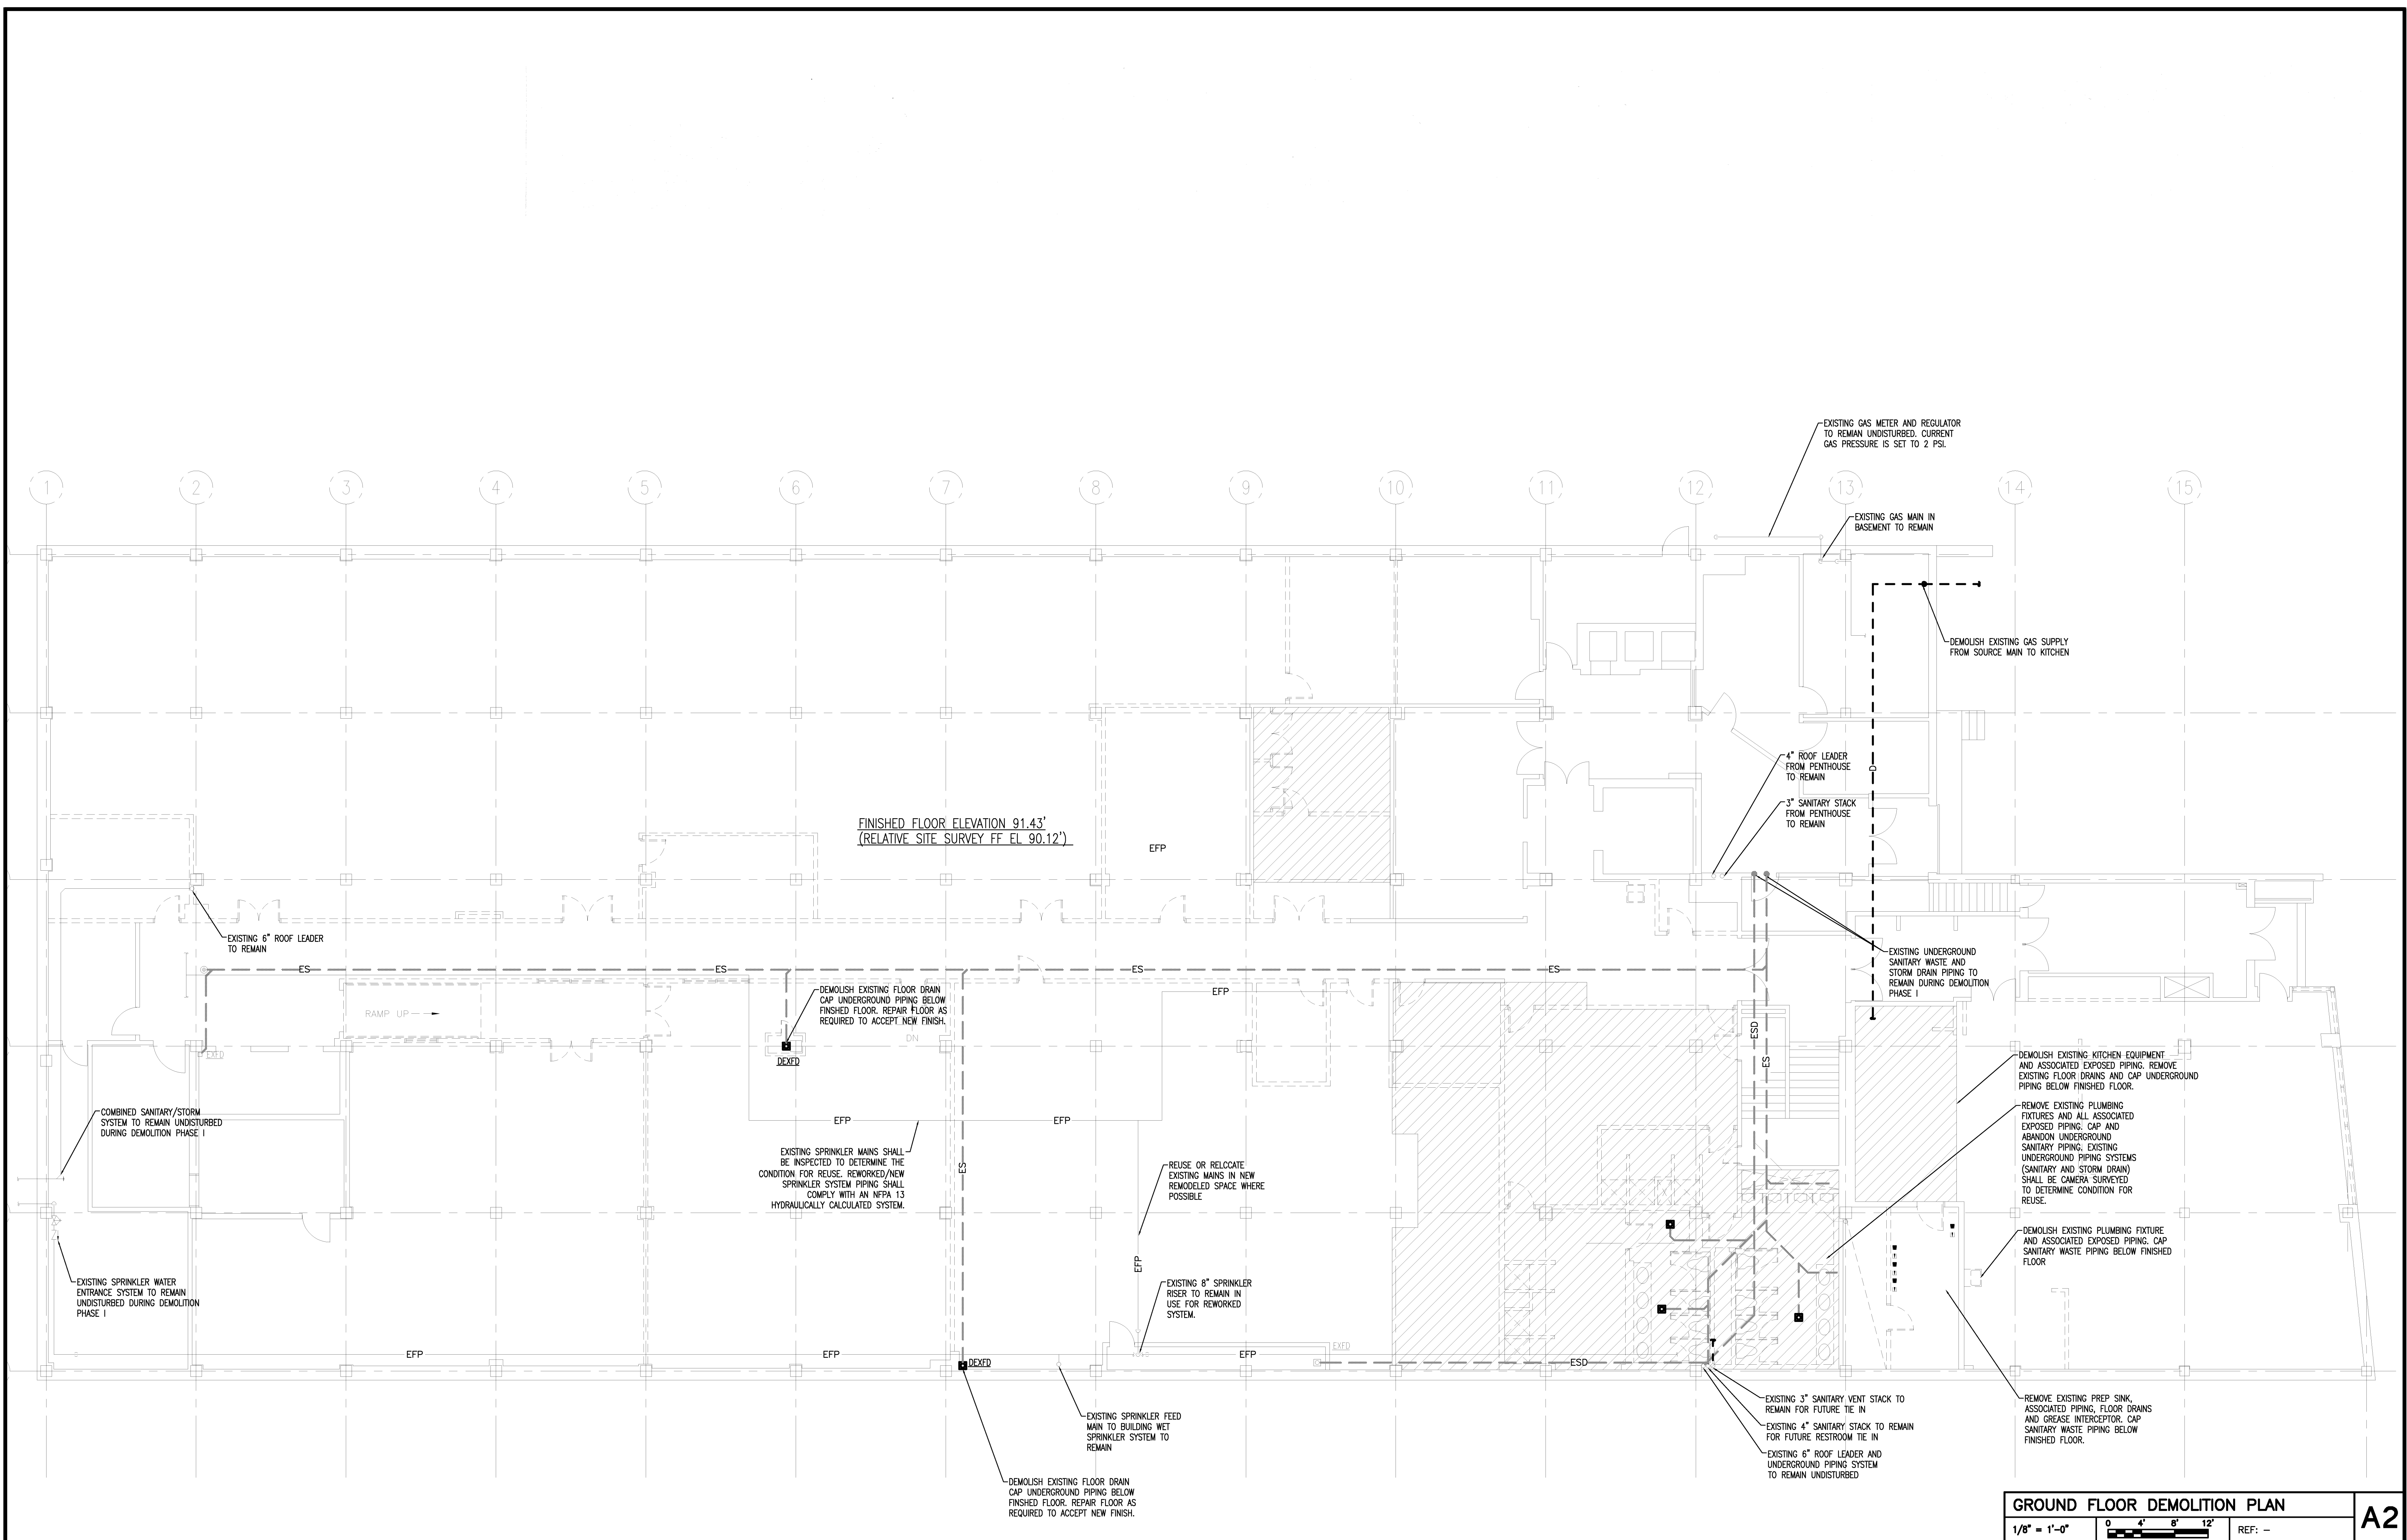 EXISTING GAS METER AND REGULATOR
TO REMIAN UNDISTURBED. CURRENT
GAS PRESSURE IS SET TO 2 PSI.
1
2
3
4
5
6
7
8
9
10
11
12
13
14
15
EXISTING GAS MAIN IN
BASEMENT TO REMAIN
DEMOLISH EXISTING GAS SUPPLY
FROM SOURCE MAIN TO KITCHEN
4" ROOF LEADER
FROM PENTHOUSE
TO REMAIN
D
3" SANITARY STACK
FROM PENTHOUSE
TO REMAIN
FINISHED FLOOR ELEVATION 91.43'
(RELATIVE SITE SURVEY FF EL 90.12')
EFP
EXISTING 6" ROOF LEADER
TO REMAIN
EXISTING UNDERGROUND
SANITARY WASTE AND
STORM DRAIN PIPING TO
REMAIN DURING DEMOLITION
PHASE I
ES
ES
ES
ES
DEMOLISH EXISTING FLOOR DRAIN
CAP UNDERGROUND PIPING BELOW
FINSHED FLOOR. REPAIR FLOOR AS
REQUIRED TO ACCEPT NEW FINISH.
EFP
RAMP UP
DN
ESD
ES
EXFD
DEXFD
DEMOLISH EXISTING KITCHEN EQUIPMENT
AND ASSOCIATED EXPOSED PIPING. REMOVE
EXISTING FLOOR DRAINS AND CAP UNDERGROUND
PIPING BELOW FINISHED FLOOR.
COMBINED SANITARY/STORM
SYSTEM TO REMAIN UNDISTURBED
DURING DEMOLITION PHASE I
EFP
EFP
REMOVE EXISTING PLUMBING
FIXTURES AND ALL ASSOCIATED
EXPOSED PIPING. CAP AND
ABANDON UNDERGROUND
SANITARY PIPING. EXISTING
UNDERGROUND PIPING SYSTEMS
(SANITARY AND STORM DRAIN)
SHALL BE CAMERA SURVEYED
TO DETERMINE CONDITION FOR
REUSE.
EXISTING SPRINKLER MAINS SHALL
BE INSPECTED TO DETERMINE THE
CONDITION FOR REUSE. REWORKED/NEW
SPRINKLER SYSTEM PIPING SHALL
COMPLY WITH AN NFPA 13
HYDRAULICALLY CALCULATED SYSTEM.
ES
REUSE OR RELCCATE
EXISTING MAINS IN NEW
REMODELED SPACE WHERE
POSSIBLE
DEMOLISH EXISTING PLUMBING FIXTURE
AND ASSOCIATED EXPOSED PIPING. CAP
SANITARY WASTE PIPING BELOW FINISHED
FLOOR
EFP
EXISTING SPRINKLER WATER
ENTRANCE SYSTEM TO REMAIN
UNDISTURBED DURING DEMOLITION
PHASE I
EXISTING 8" SPRINKLER
RISER TO REMAIN IN
USE FOR REWORKED
SYSTEM.
EFP
EFP
EFP
EXFD
DEXFD
ESD
EXISTING 3" SANITARY VENT STACK TO
REMAIN FOR FUTURE TIE IN
EXISTING 4" SANITARY STACK TO REMAIN
FOR FUTURE RESTROOM TIE IN
EXISTING 6" ROOF LEADER AND
UNDERGROUND PIPING SYSTEM
TO REMAIN UNDISTURBED
REMOVE EXISTING PREP SINK,
ASSOCIATED PIPING, FLOOR DRAINS
AND GREASE INTERCEPTOR. CAP
SANITARY WASTE PIPING BELOW
FINISHED FLOOR.
EXISTING SPRINKLER FEED
MAIN TO BUILDING WET
SPRINKLER SYSTEM TO
REMAIN
DEMOLISH EXISTING FLOOR DRAIN
CAP UNDERGROUND PIPING BELOW
FINSHED FLOOR. REPAIR FLOOR AS
REQUIRED TO ACCEPT NEW FINISH.
GROUND FLOOR DEMOLITION PLAN
A2
1/8" = 1'-0"
0 4' 8' 12'
REF: -